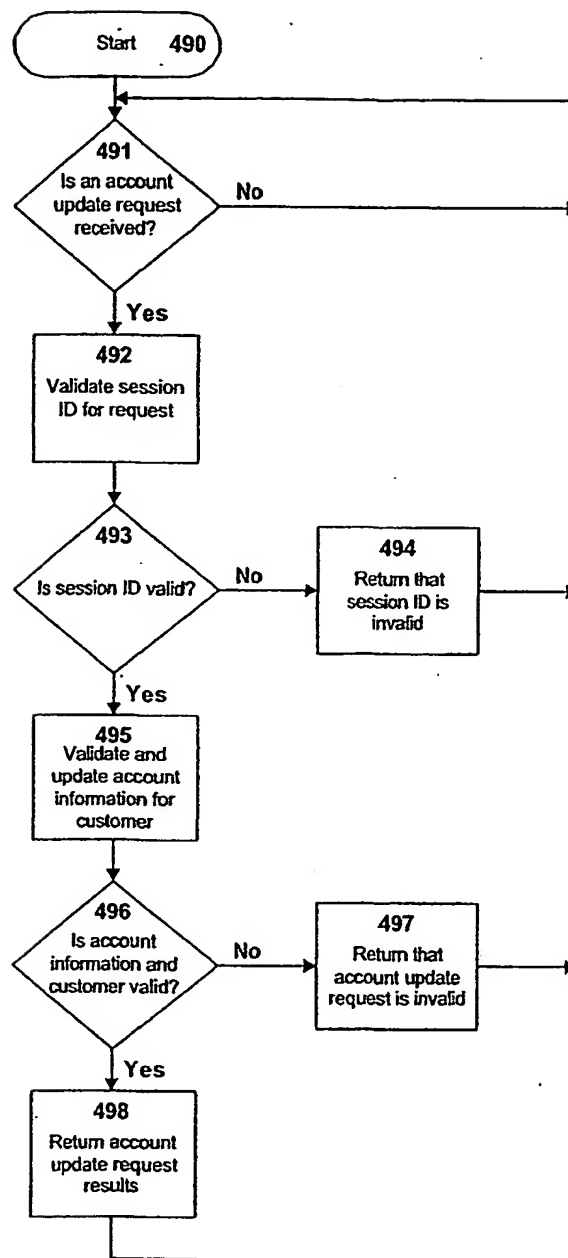 Start 490
491
Is an account
update request
received?
No
Yes
492
Validate session
ID for request
493
Is session ID valid?
No
494
Return that
session ID is
invalid
Yes
495
Validate and
update account
information for
customer
496
Is account
information and
customer valid?
No
497
Return that
account update
request is invalid
Yes
498
Return account
update request
results